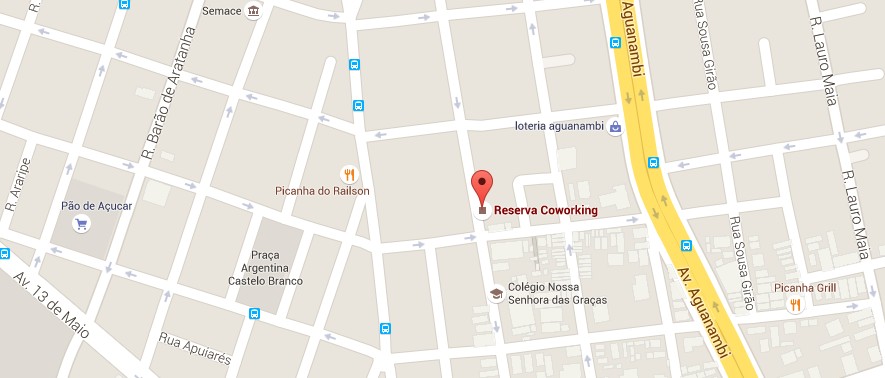 Semace
R. Barão de Aratanha
Aguanambi
Rua Sousa Girão
R. Lauro Maia
loteria aguanambi
R. Araripe
Picanha do Railson
Pão de Açucar
Reserva Coworking
R. Lauro Maia
Rua Sousa Girão
Praça
Argentina
Castelo Branco
Av. 13 de Maio
Colégio Nossa
Senhora das Graças
Av. Aguanambi
Picanha Grill
Rua Apuiarés